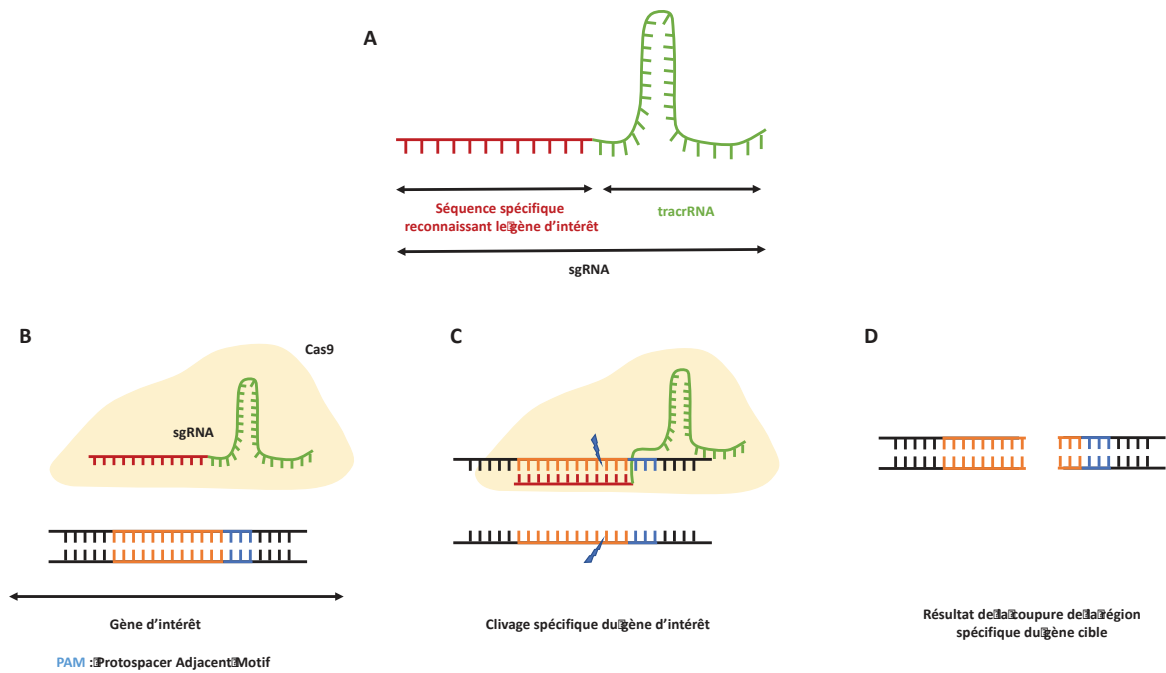 A
Séquence spécifique
reconnaissant le gène d'intérêt
tracrRNA
sgRNA
B
Cas9
sgRNA
Gène d'intérêt
PAM : Protospacer Adjacent Motif
C
Clivage spécifique du gène d'intérêt
D
Résultat de la coupure de la région
spécifique du gène cible